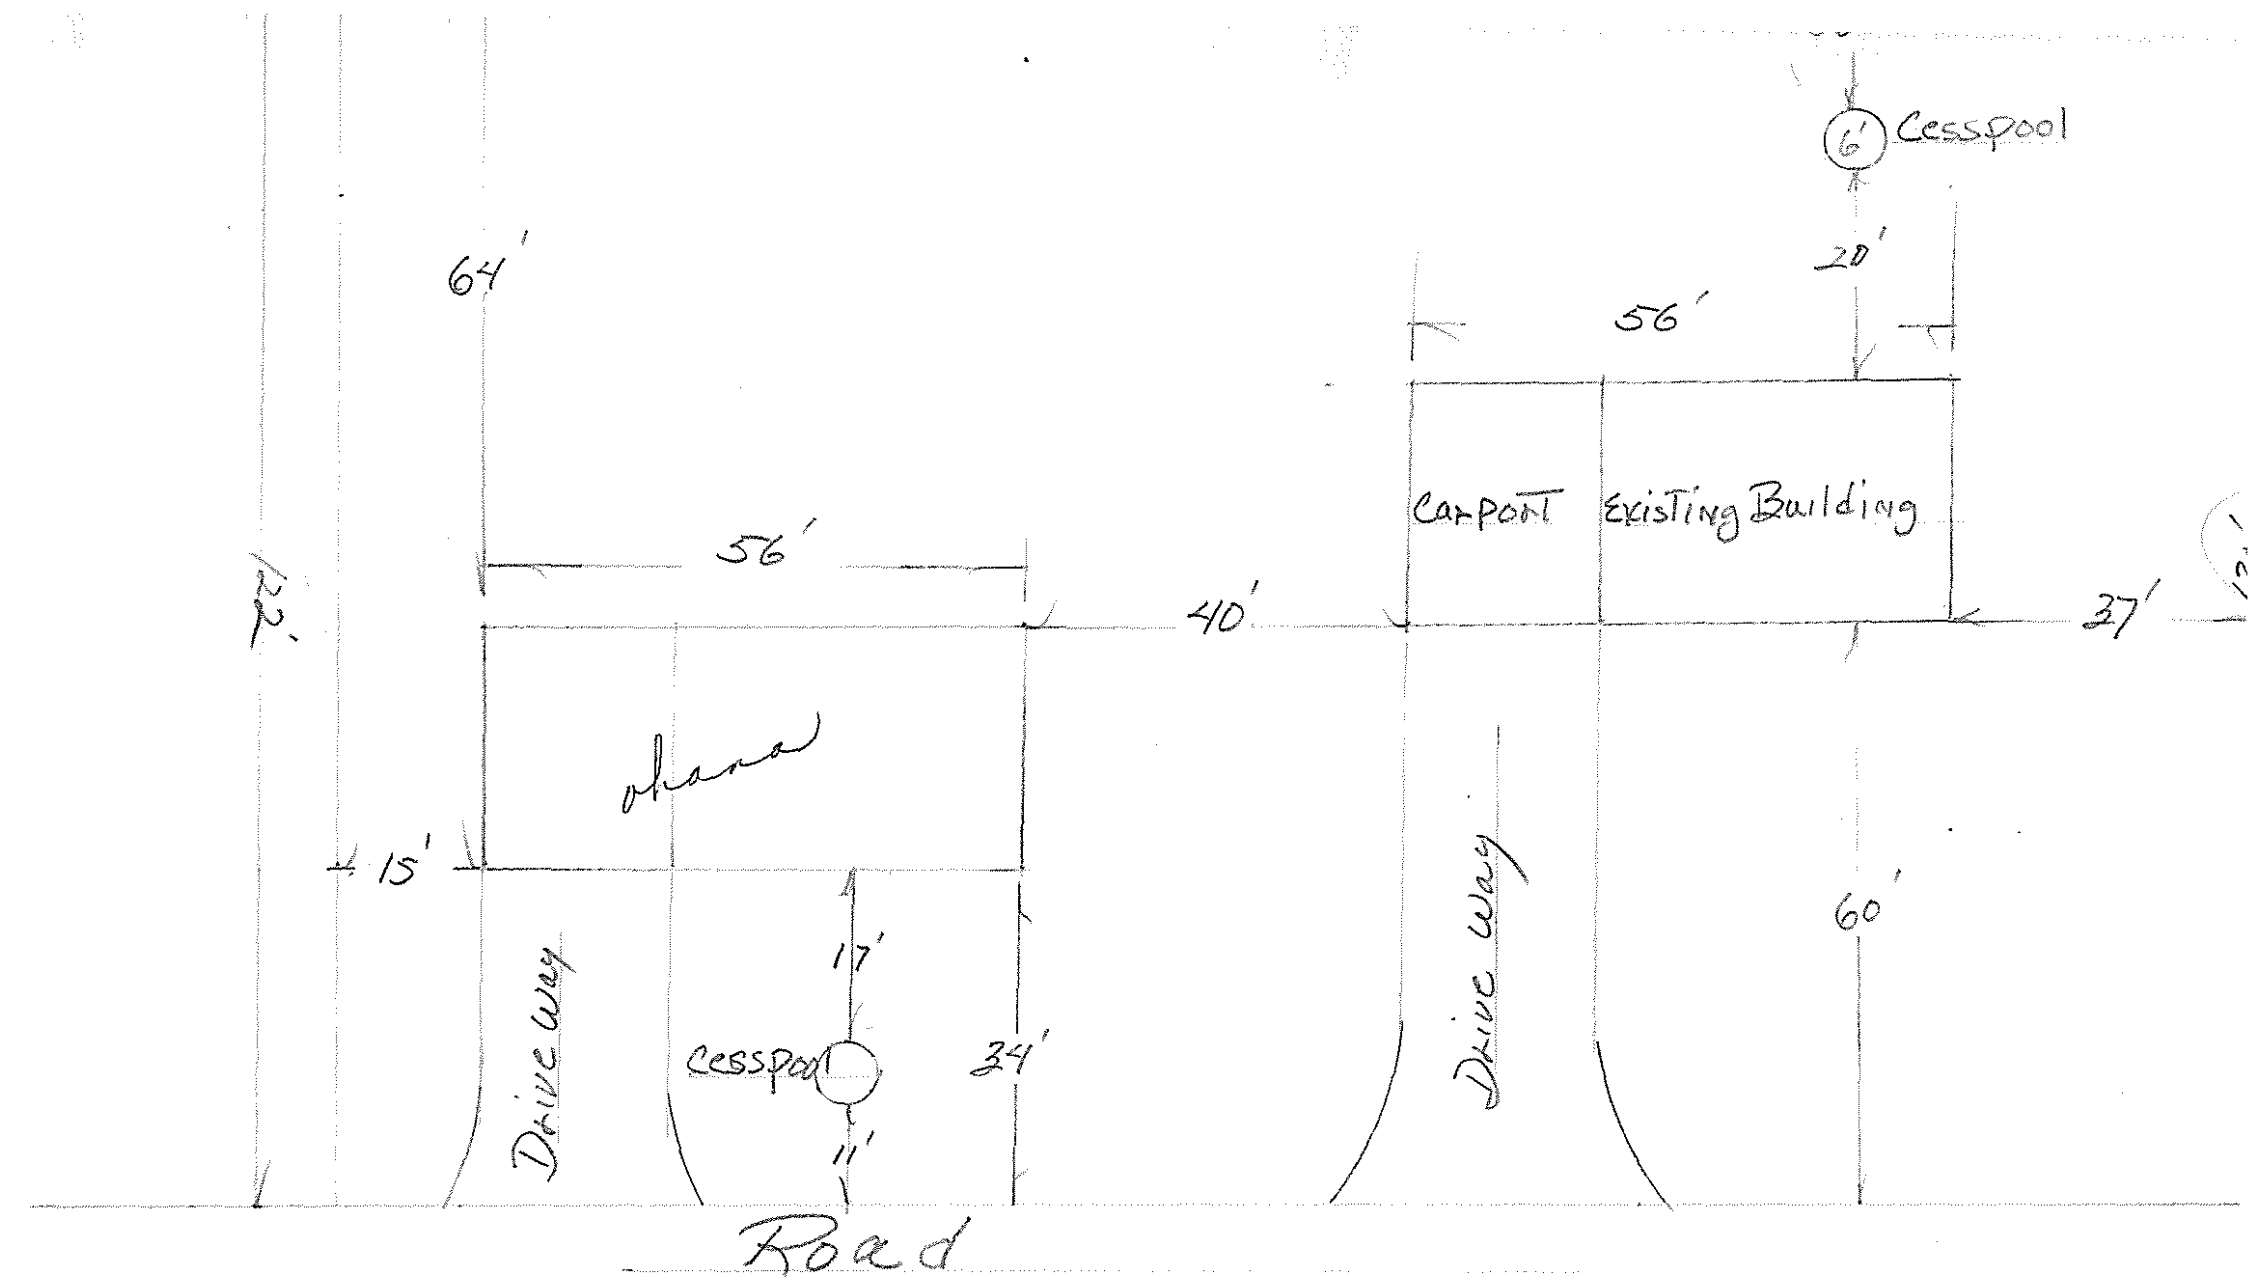 6' Cesspool
64'
20'
56'
56'
Carport Existing Building
40'
37'
ohana
15'
17'
60'
Drive Way
Drive Way
Cesspool
34'
11'
Road